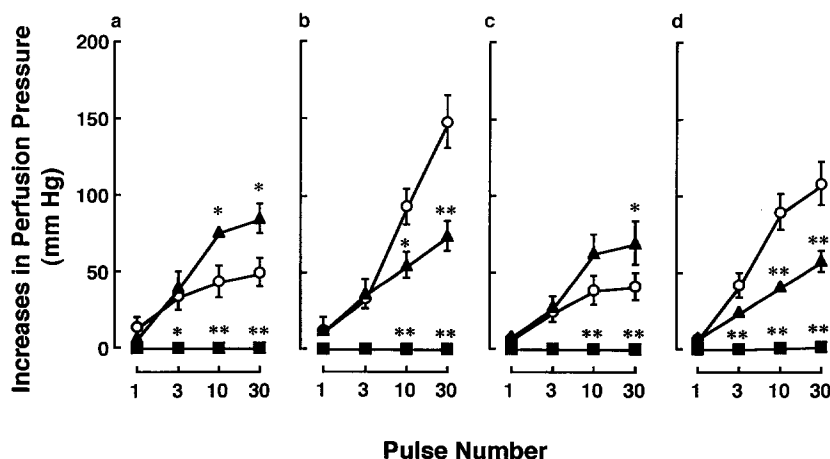 a b c d
Increases in Perfusion Pressure
(mm Hg)
200
150
100
50
0
* *
* ** **
* **
** **
*
** **
** **
** ** **
1 3 10 30 1 3 10 30 1 3 10 30 1 3 10 30
Pulse Number